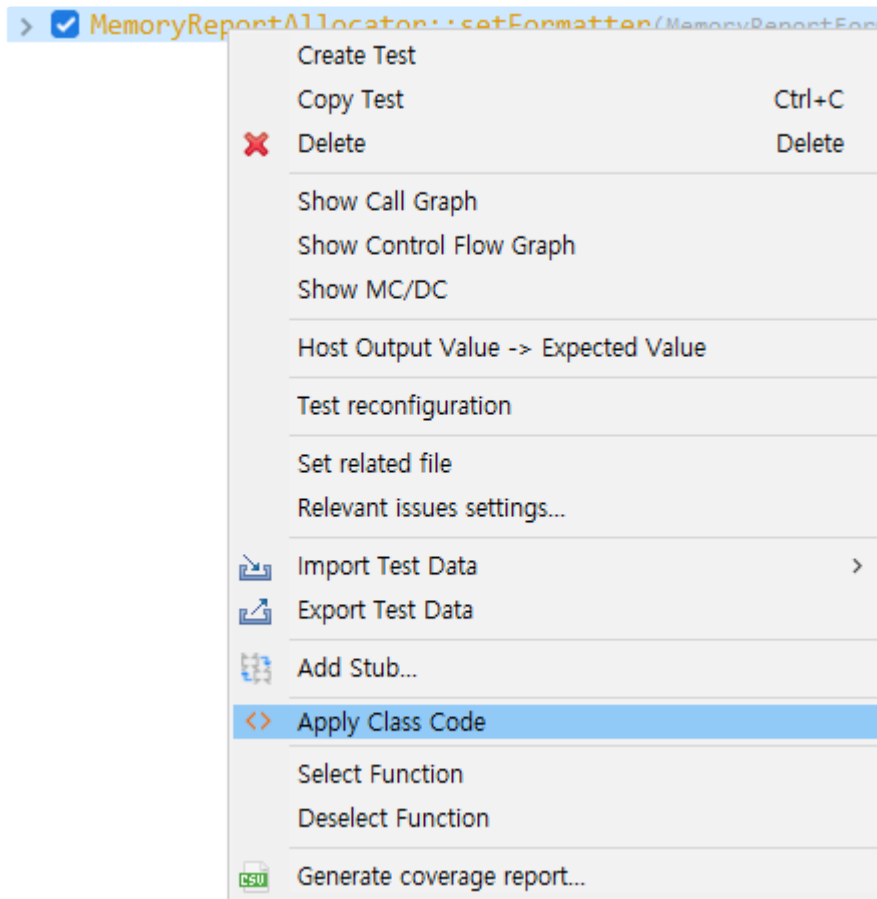 MemoryReportAllocator::setFormatter(MemoryReportFor
Create Test
Copy Test Ctrl+C
Delete Delete
Show Call Graph
Show Control Flow Graph
Show MC/DC
Host Output Value -> Expected Value
Test reconfiguration
Set related file
Relevant issues settings...
Import Test Data
Export Test Data
Add Stub...
Apply Class Code
Select Function
Deselect Function
CSV Generate coverage report...